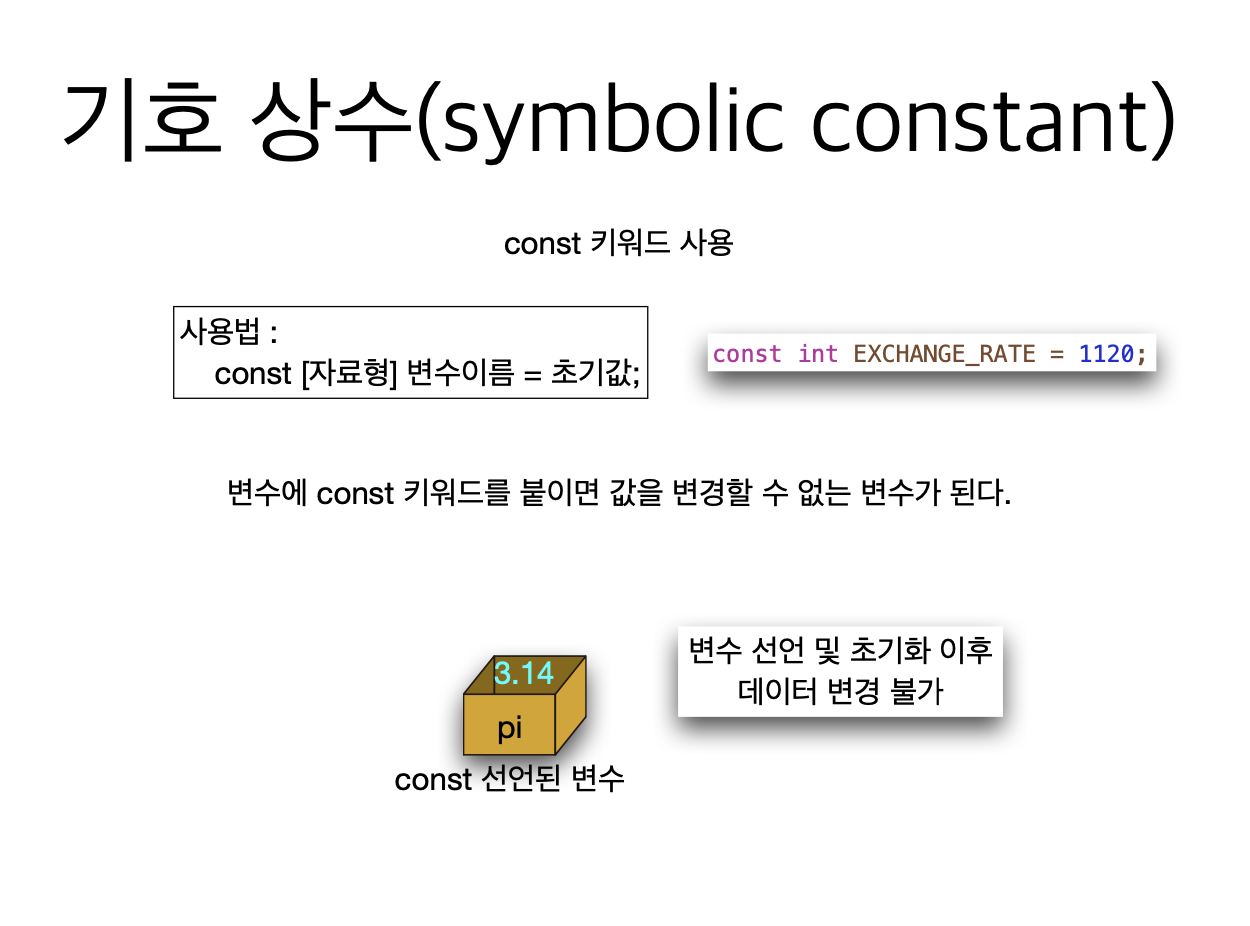 기호 상수(symbolic constant)
const 키워드 사용
사용법 :
const [자료형] 변수이름 = 초기값;
const int EXCHANGE_RATE = 1120;
변수에 const 키워드를 붙이면 값을 변경할 수 없는 변수가 된다.
3.14
pi
const 선언된 변수
변수 선언 및 초기화 이후
데이터 변경 불가